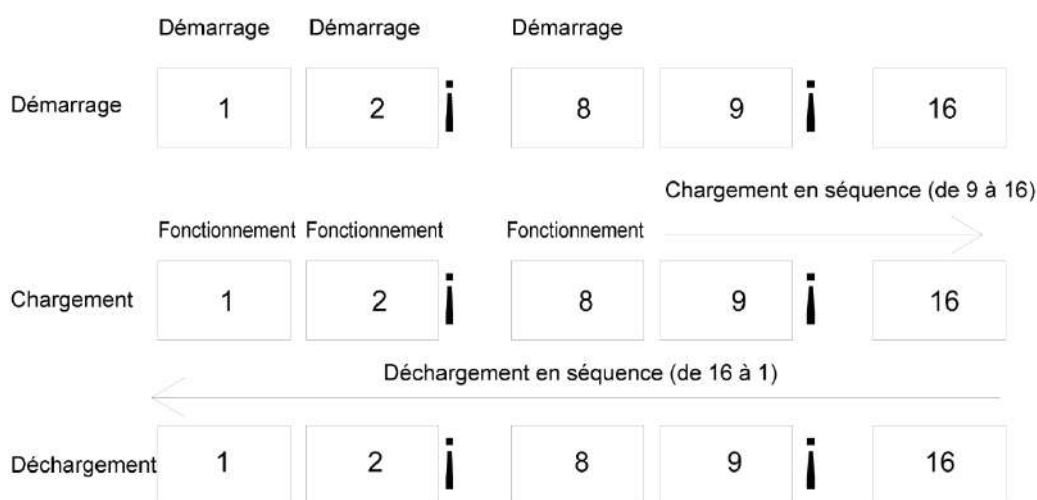 Démarrage Démarrage Démarrage
Démarrage 1 2 ¡ 8 9 ¡ 16
Chargement en séquence (de 9 à 16)
Fonctionnement Fonctionnement Fonctionnement
Chargement 1 2 ¡ 8 9 ¡ 16
Déchargement en séquence (de 16 à 1)
Déchargement 1 2 ¡ 8 9 ¡ 16